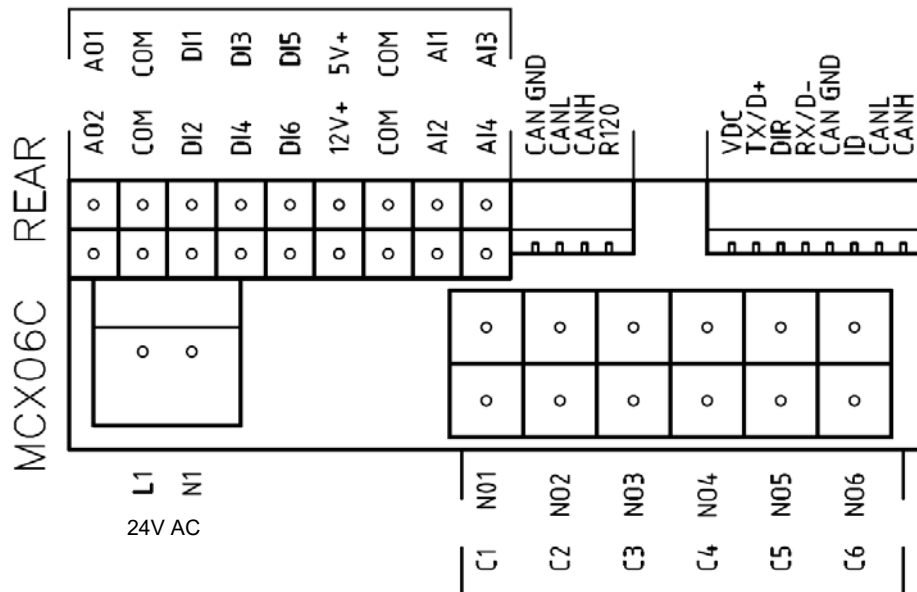 AO1 COM DI1 DI3 DI5 5V+ COM AI1 AI3
AO2 COM DI2 DI4 DI6 12V+ COM AI2 AI4
CAN GND
CANL
CANH
R120
VDC
TX/D+
DIR
RX/D-
CAN GND
ID
CANL
CANH
MCX06C REAR
L1 N1
24V AC
NO1 NO2 NO3 NO4 NO5 NO6
C1 C2 C3 C4 C5 C6